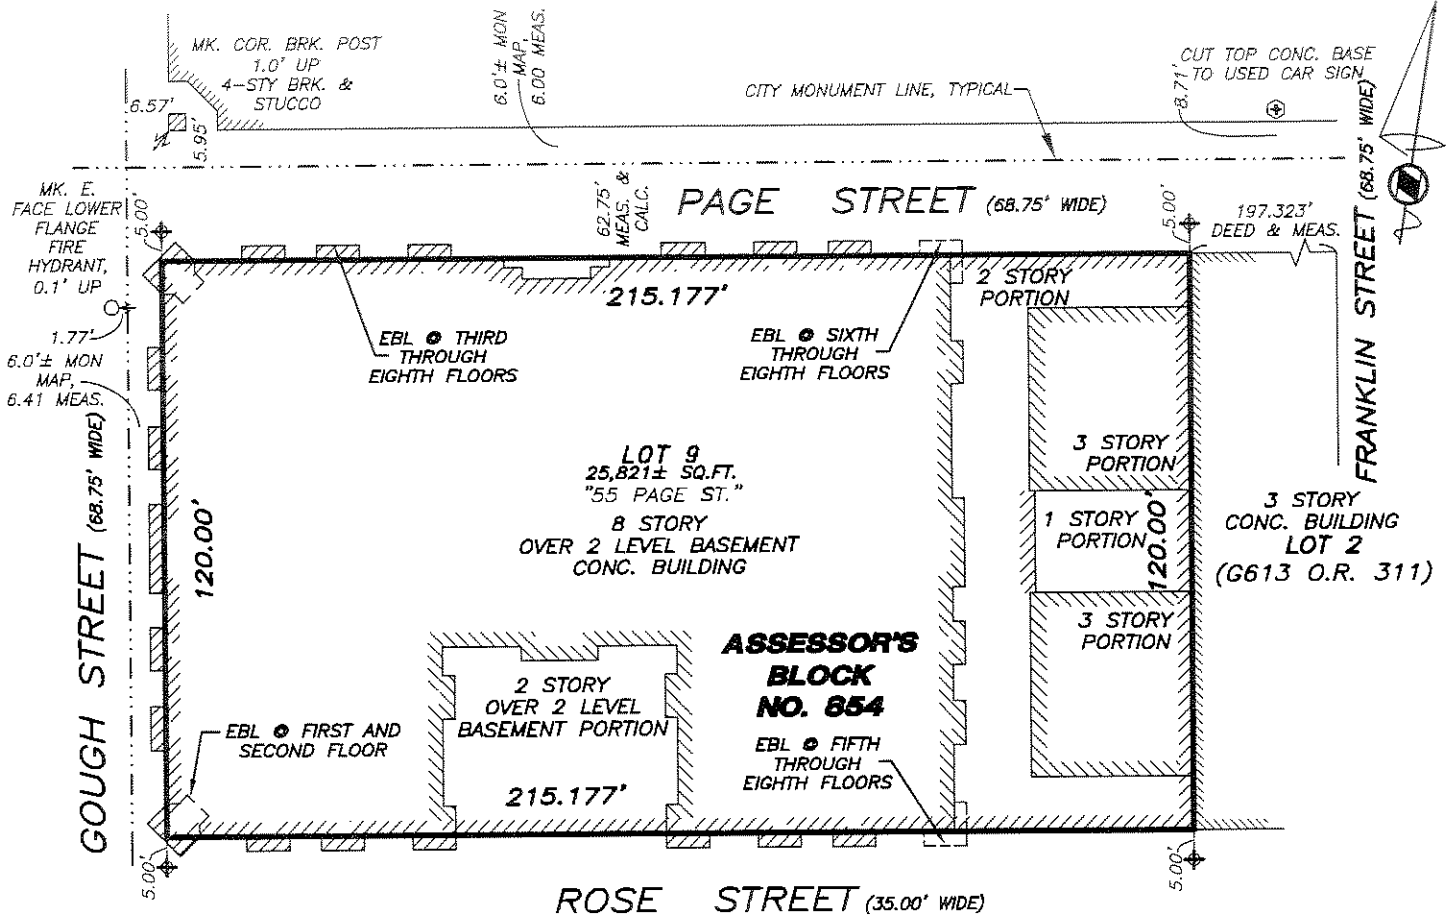 MK. COR. BRK. POST
1.0' UP
4-STY BRK. &
STUCCO
6.57'
5.95'
6.0'± MON
MAP,
6.00 MEAS.
CITY MONUMENT LINE, TYPICAL
CUT TOP CONC. BASE
TO USED CAR SIGN
8.71'
MK. E.
FACE LOWER
FLANGE
FIRE
HYDRANT,
0.1' UP
1.77'
6.0'± MON
MAP,
6.41 MEAS.
5.00'
62.75'
MEAS. &
CALC.
PAGE STREET (68.75' WIDE)
5.00'
197.323'
DEED & MEAS.
FRANKLIN STREET (68.75' WIDE)
215.177'
2 STORY
PORTION
EBL @ THIRD
THROUGH
EIGHTH FLOORS
EBL @ SIXTH
THROUGH
EIGHTH FLOORS
GOUGH STREET (68.75' WIDE)
120.00'
LOT 9
25,821± SQ.FT.
"55 PAGE ST."
8 STORY
OVER 2 LEVEL BASEMENT
CONC. BUILDING
3 STORY
PORTION
1 STORY
PORTION
120.00'
3 STORY
CONC. BUILDING
LOT 2
(G613 O.R. 311)
3 STORY
PORTION
ASSESSOR'S
BLOCK
NO. 854
2 STORY
OVER 2 LEVEL
BASEMENT PORTION
EBL @ FIRST AND
SECOND FLOOR
EBL @ FIFTH
THROUGH
EIGHTH FLOORS
215.177'
5.00'
5.00'
ROSE STREET (35.00' WIDE)